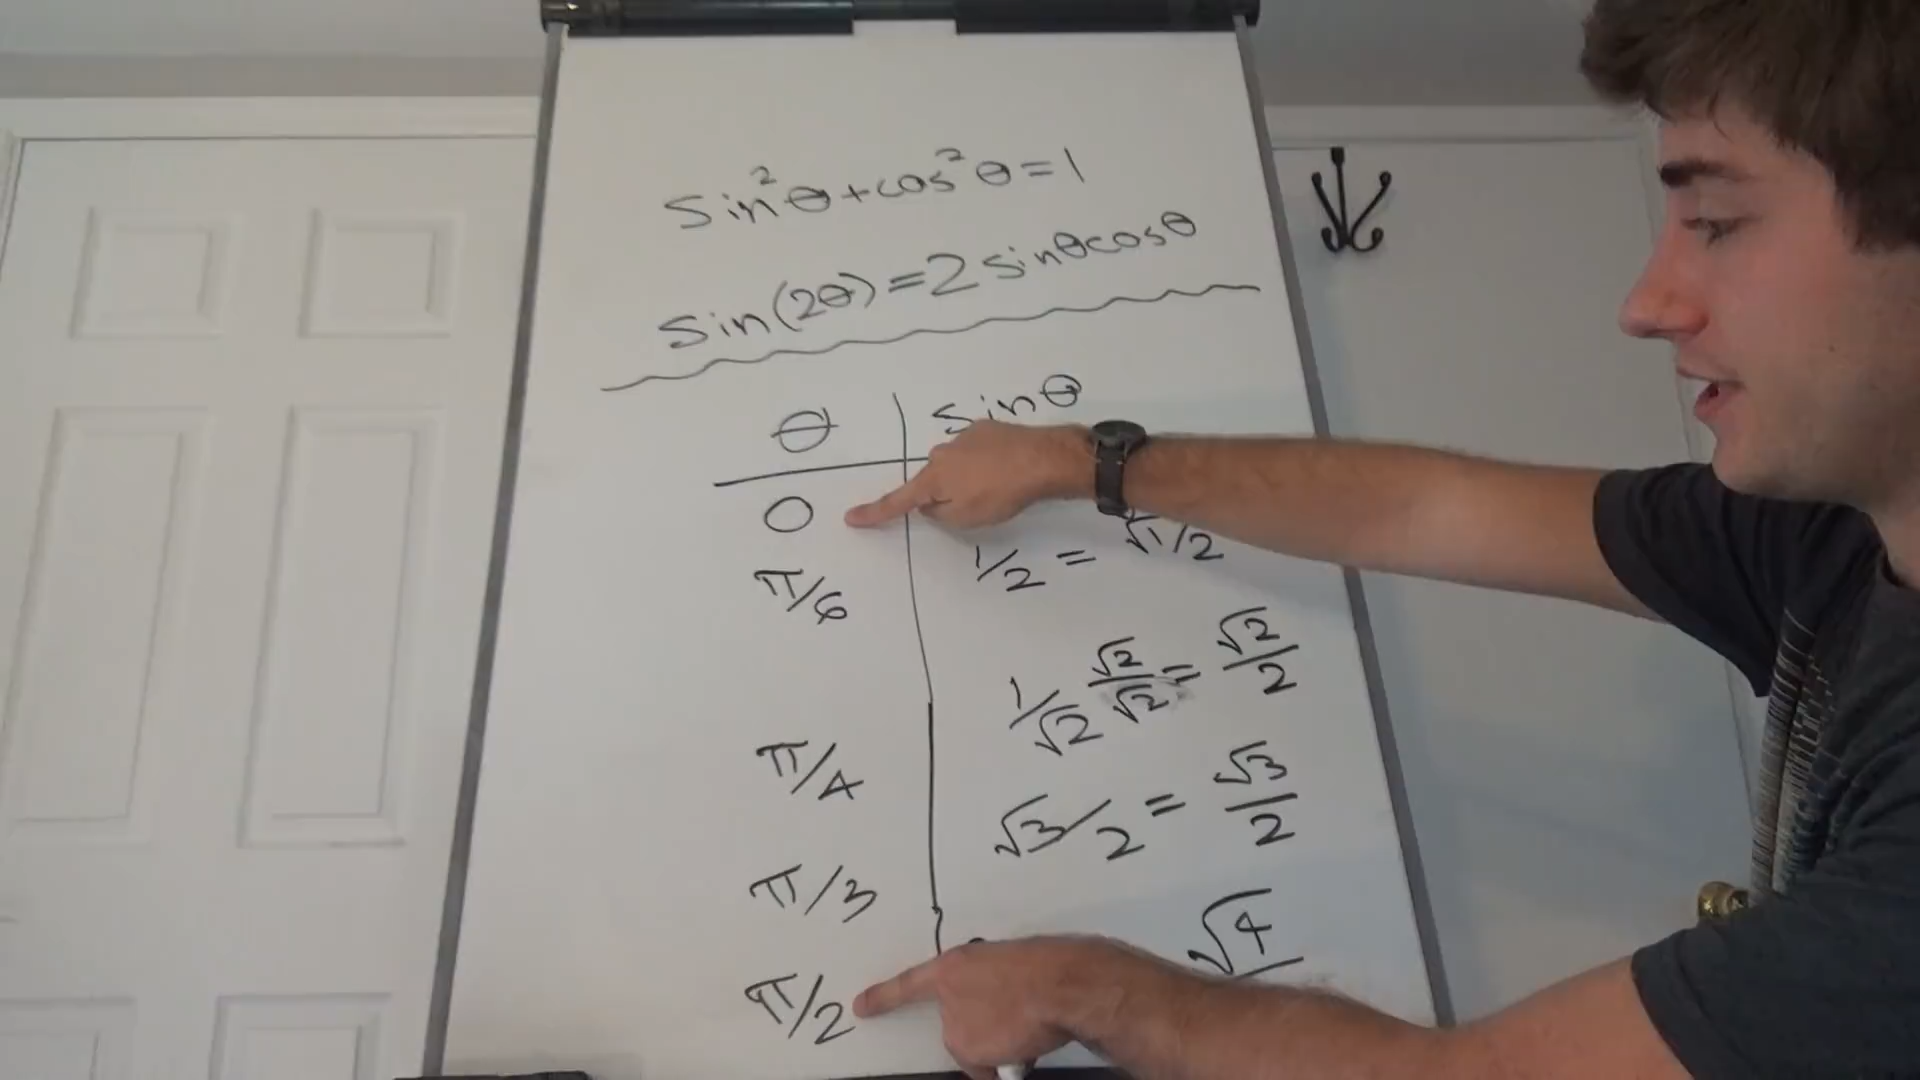 sin²θ+cos²θ=1
sin(2θ)=2sinθcosθ
θ sinθ
0
π/6 1/2 = √1/2
π/4 1/√2 √2/√2 = √2/2
π/3 √3/2 = √3/2
π/2 √4